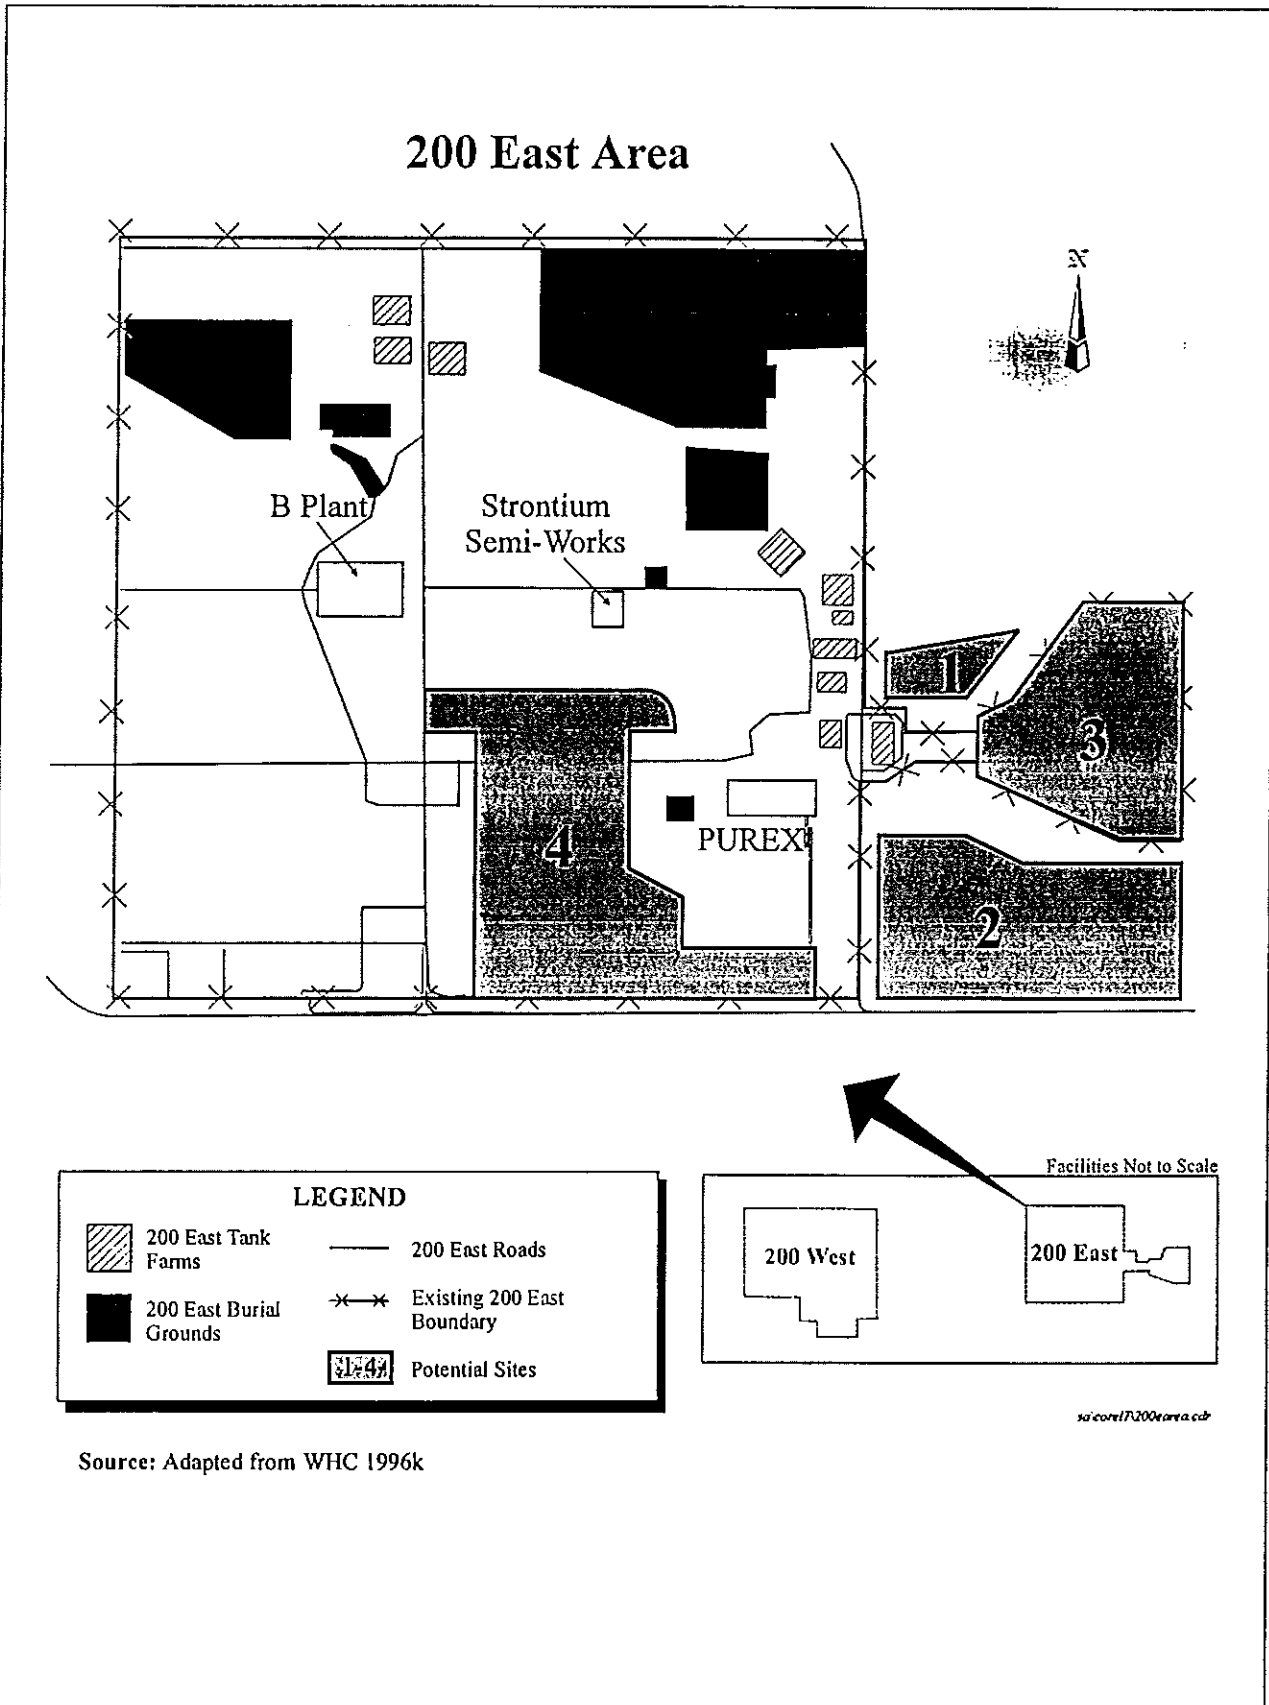 200 East Area
N
B Plant
Strontium
Semi-Works
1
3
4
PUREX
2
Facilities Not to Scale
LEGEND
200 East Tank
Farms
200 East Roads
200 East Burial
Grounds
Existing 200 East
Boundary
1-4
Potential Sites
200 West
200 East
Source: Adapted from WHC 1996k